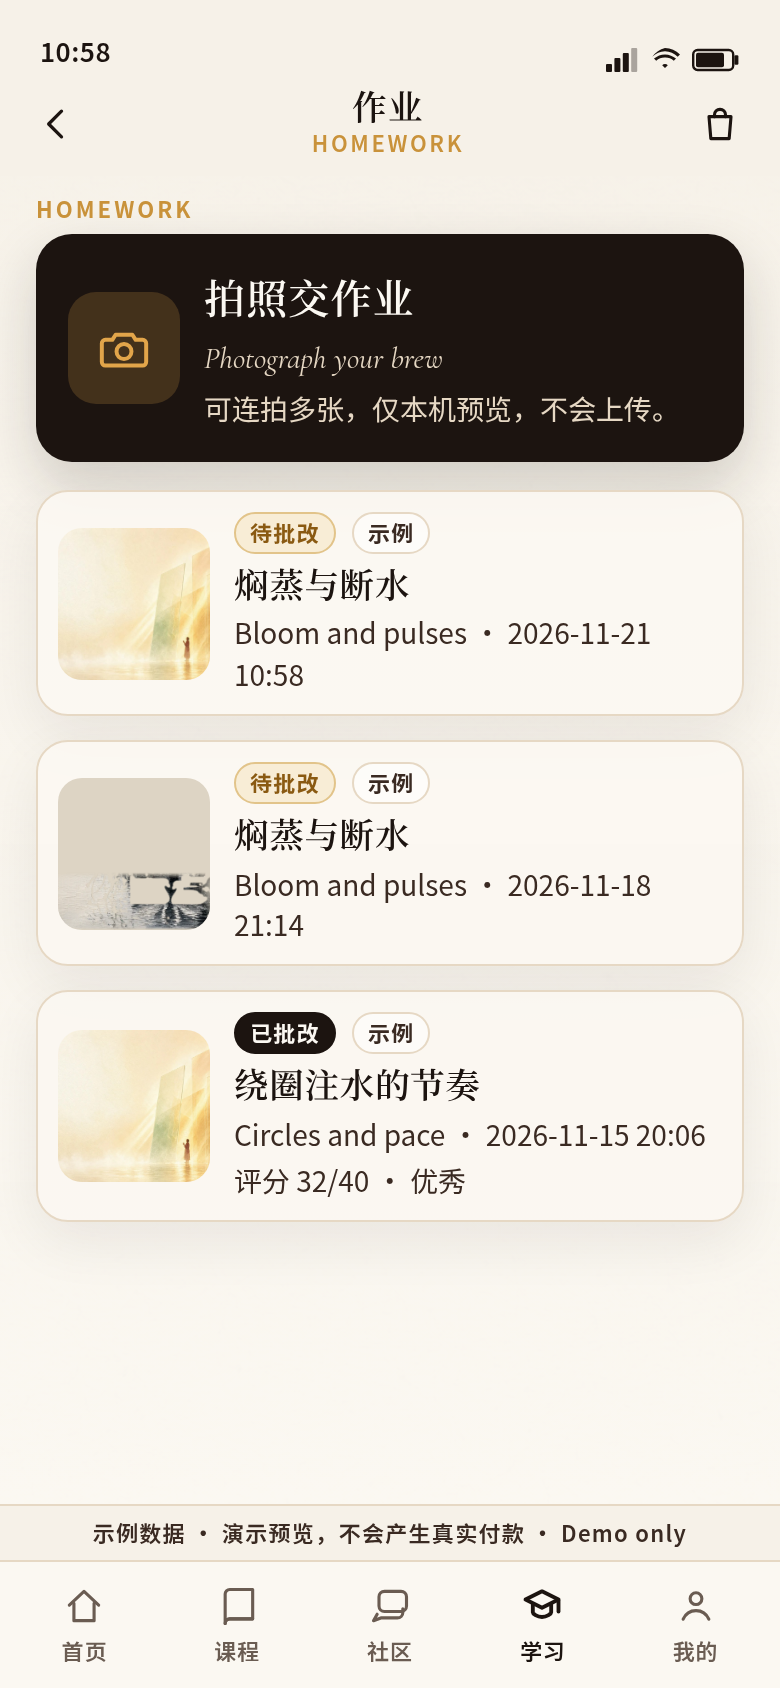 10:58
作业
HOMEWORK
HOMEWORK
拍照交作业
Photograph your brew
可连拍多张，仅本机预览，不会上传。
待批改 示例
焖蒸与断水
Bloom and pulses • 2026-11-21
10:58
待批改 示例
焖蒸与断水
Bloom and pulses • 2026-11-18
21:14
已批改 示例
绕圈注水的节奏
Circles and pace • 2026-11-15 20:06
评分 32/40 • 优秀
示例数据 • 演示预览，不会产生真实付款 • Demo only
首页 课程 社区 学习 我的